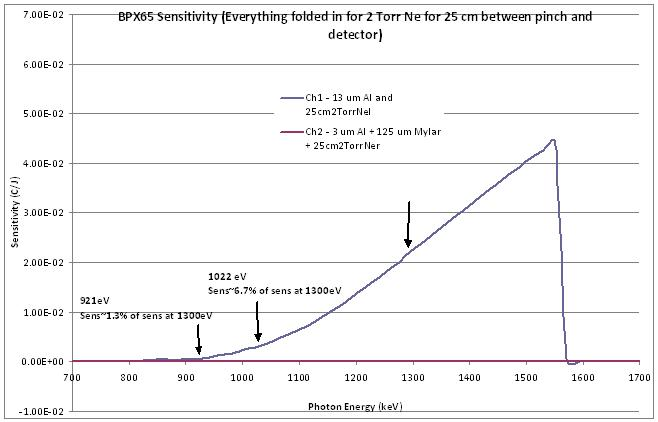 BPX65 Sensitivity (Everything folded in for 2 Torr Ne for 25 cm between pinch and
detector)
7.00E-02
6.00E-02
5.00E-02
4.00E-02
3.00E-02
2.00E-02
1.00E-02
0.00E+00
-1.00E-02
Sensitivity (C/J)
Ch1 - 13 um Al and
25cm2TorrNeI
Ch2 - 3 um Al + 125 um Mylar
+ 25cm2TorrNer
1022 eV
Sens~6.7% of sens at 1300eV
921eV
Sens~1.3% of sens at 1300eV
700 800 900 1000 1100 1200 1300 1400 1500 1600 1700
Photon Energy (keV)